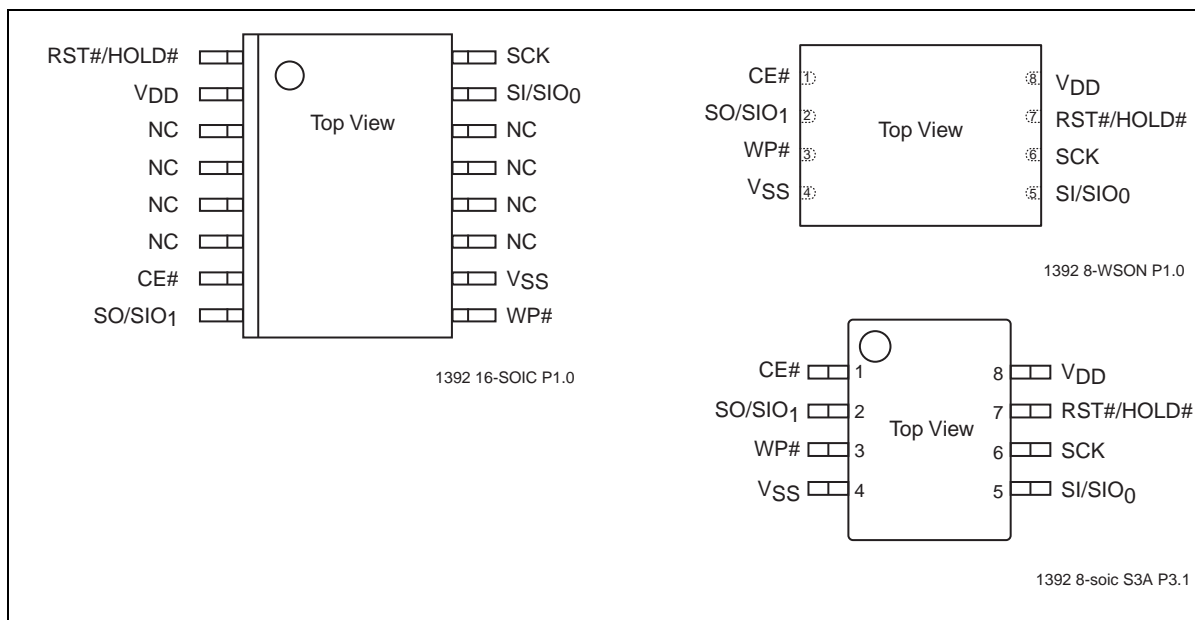 RST#/HOLD# SCK
VDD SI/SIO0
NC Top View NC
NC NC
NC NC
NC NC
CE# VSS
SO/SIO1 WP#
1392 16-SOIC P1.0
CE# 1 8 VDD
SO/SIO1 2 Top View 7 RST#/HOLD#
WP# 3 6 SCK
VSS 4 5 SI/SIO0
1392 8-WSON P1.0
CE# 1 8 VDD
SO/SIO1 2 Top View 7 RST#/HOLD#
WP# 3 6 SCK
VSS 4 5 SI/SIO0
1392 8-soic S3A P3.1